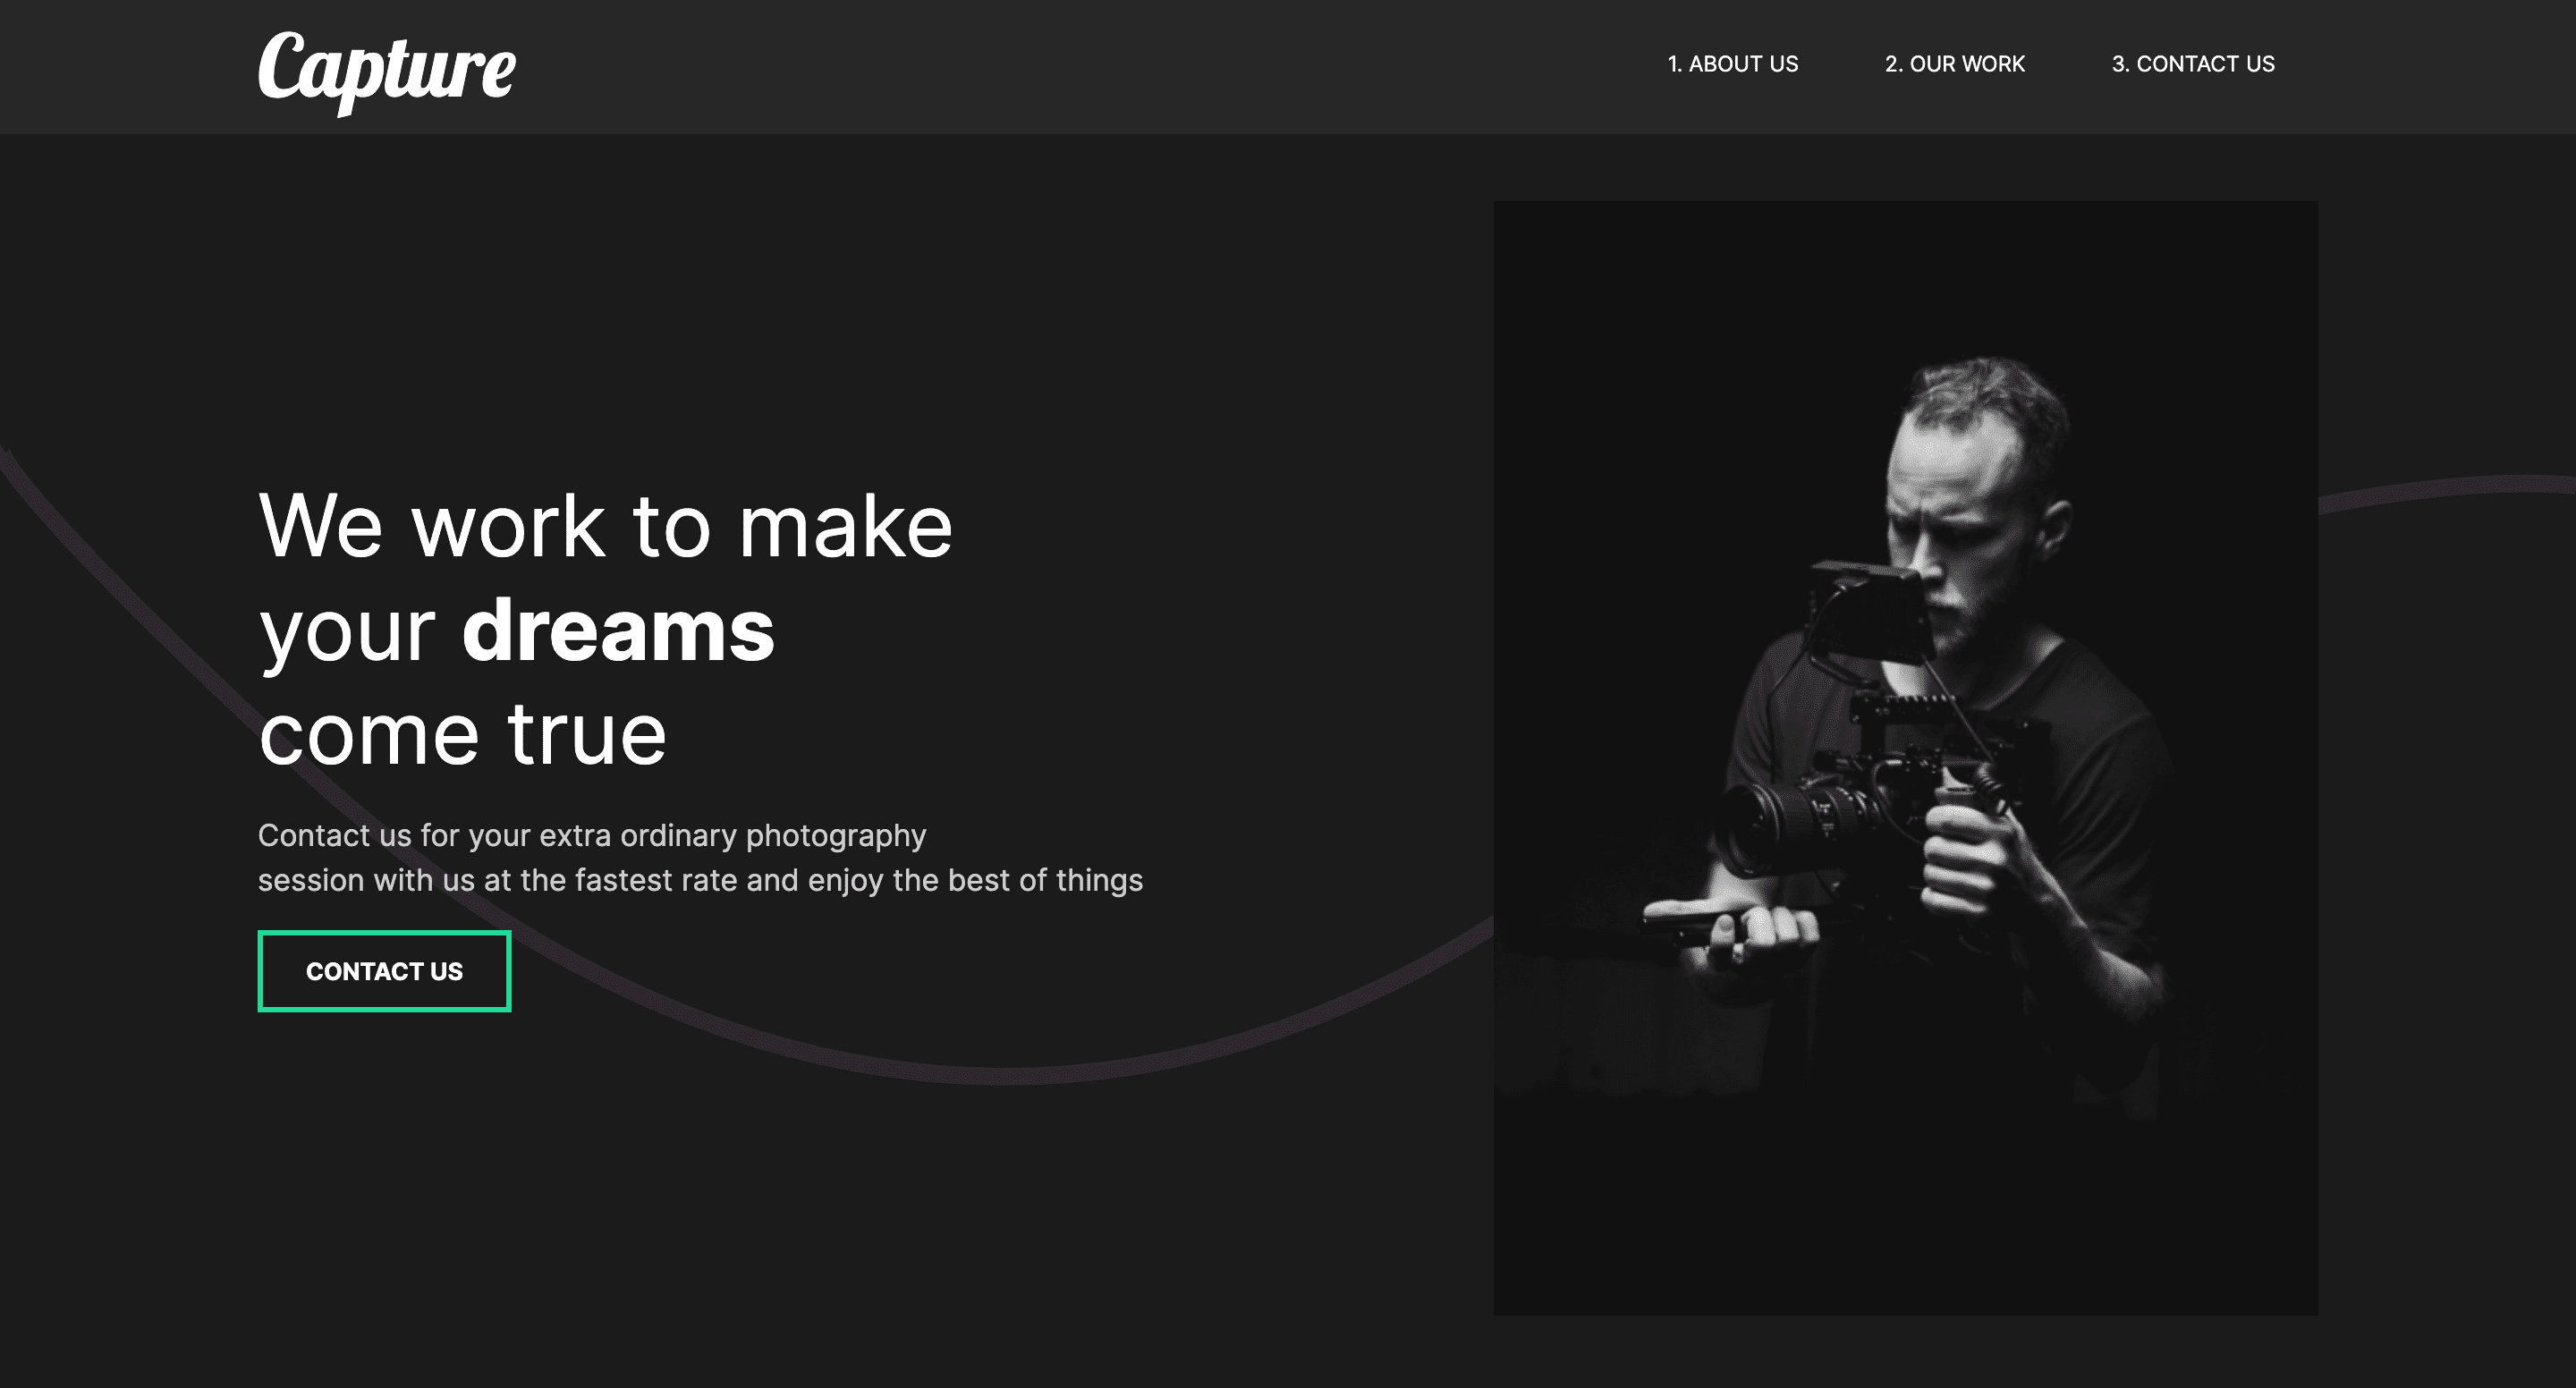 Capture
1. ABOUT US
2. OUR WORK
3. CONTACT US
We work to make
your dreams
come true
Contact us for your extra ordinary photography
session with us at the fastest rate and enjoy the best of things
CONTACT US